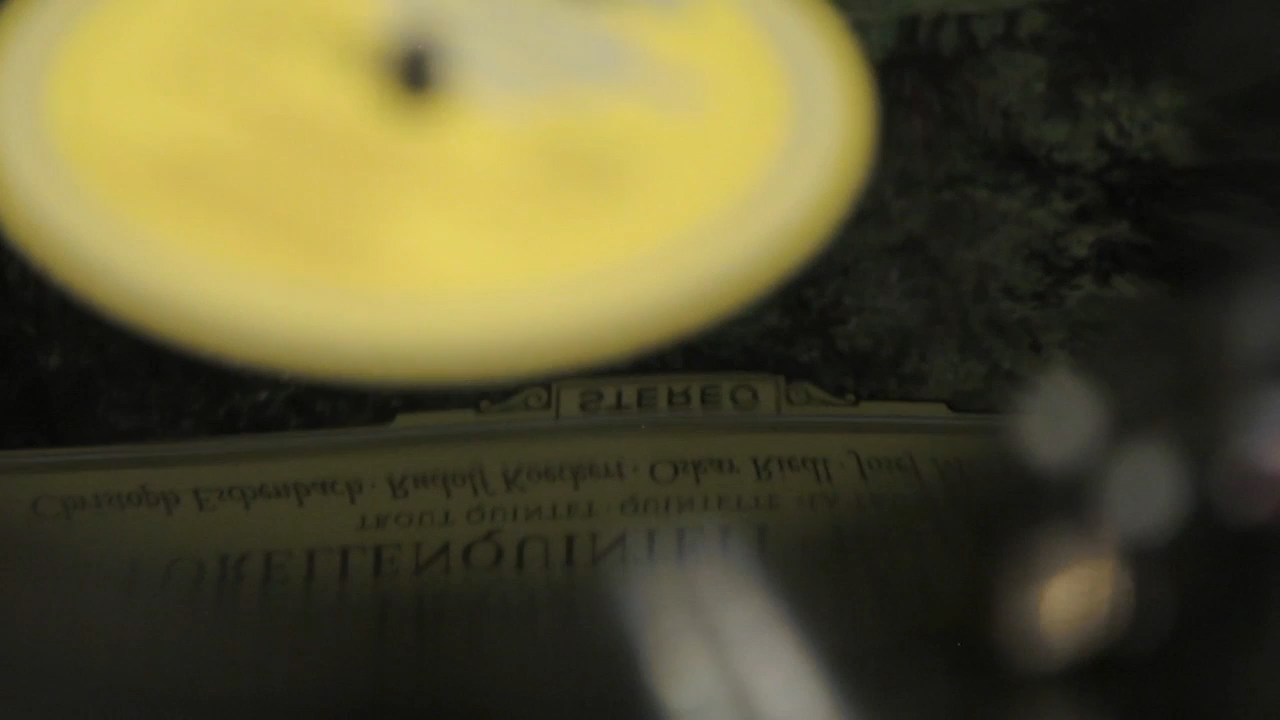 STEREO
Christoph Eschenbach · Rudolf Koeckert · Oskar Riedl · Josef
TROUT QUINTET · QUINTETTE
FORELLENQUINTETT